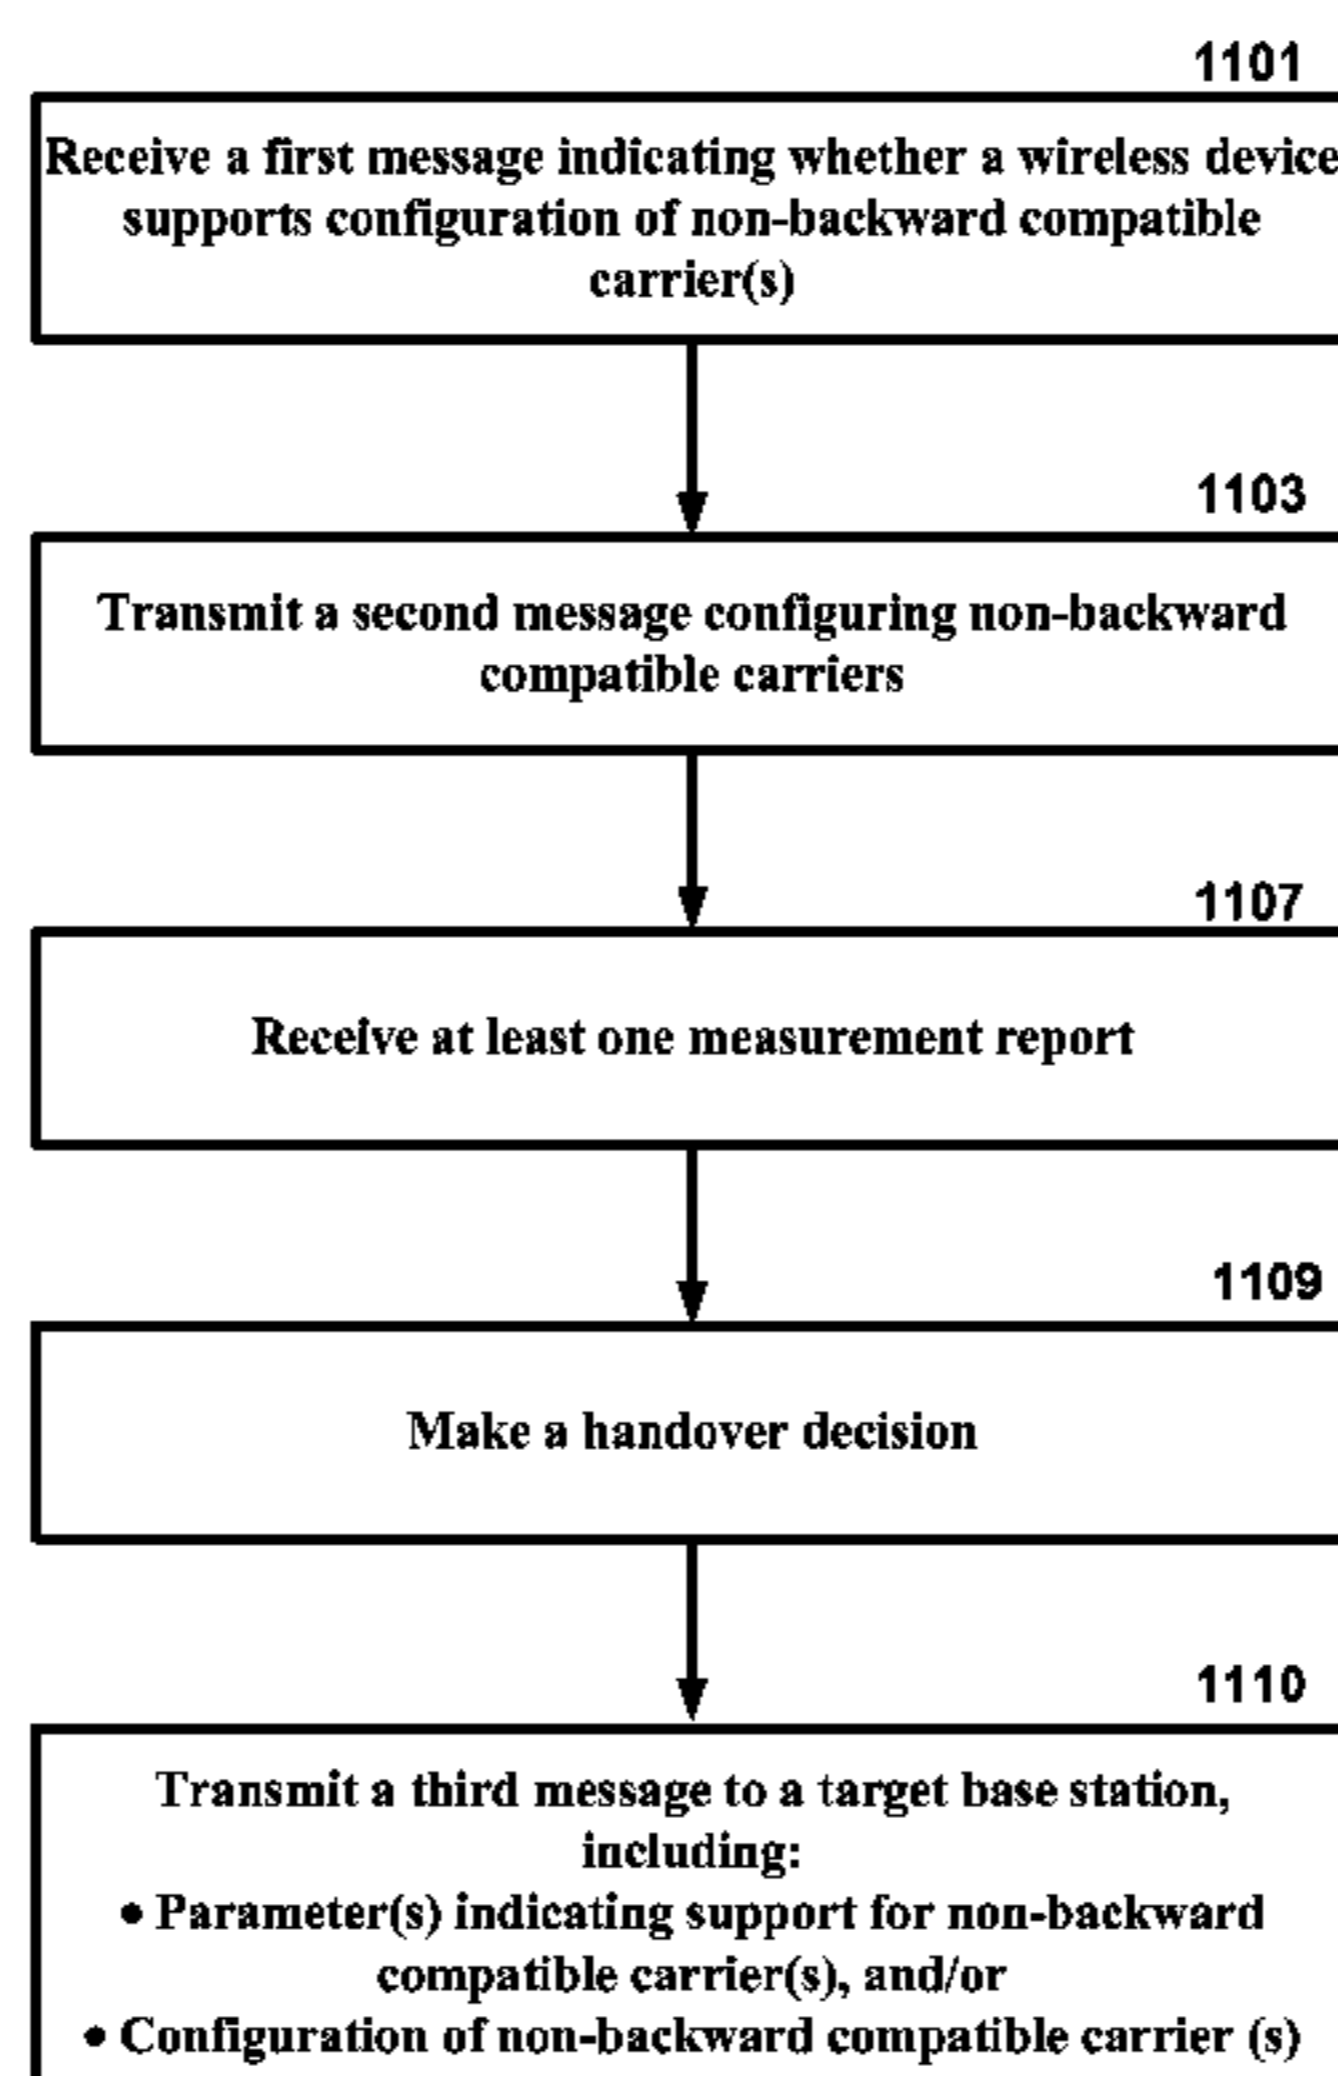 1101
Receive a first message indicating whether a wireless device
supports configuration of non-backward compatible
carrier(s)
1103
Transmit a second message configuring non-backward
compatible carriers
1107
Receive at least one measurement report
1109
Make a handover decision
1110
Transmit a third message to a target base station,
including:
• Parameter(s) indicating support for non-backward
compatible carrier(s), and/or
• Configuration of non-backward compatible carrier (s)